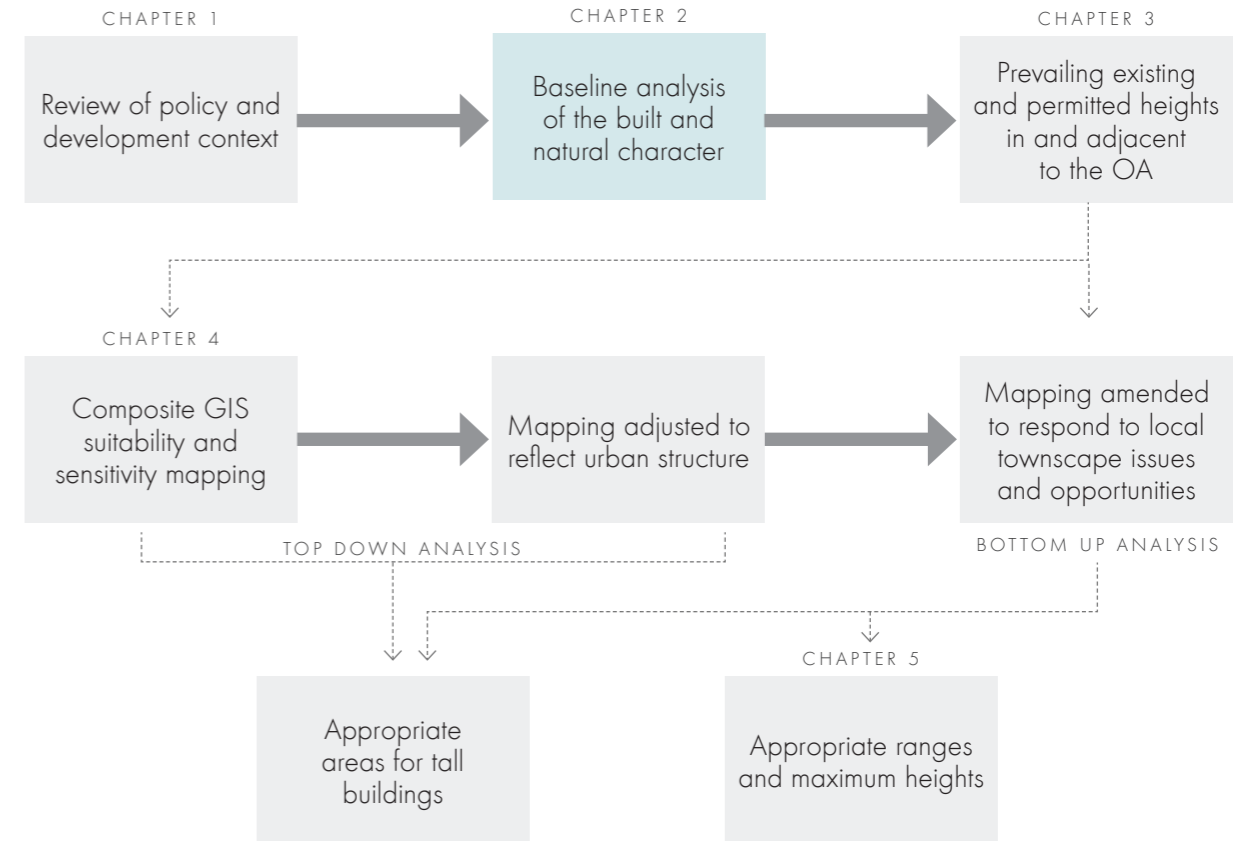 CHAPTER 1
Review of policy and
development context
CHAPTER 2
Baseline analysis
of the built and
natural character
CHAPTER 3
Prevailing existing
and permitted heights
in and adjacent
to the OA
CHAPTER 4
Composite GIS
suitability and
sensitivity mapping
Mapping adjusted to
reflect urban structure
Mapping amended
to respond to local
townscape issues
and opportunities
TOP DOWN ANALYSIS
BOTTOM UP ANALYSIS
Appropriate
areas for tall
buildings
CHAPTER 5
Appropriate ranges
and maximum heights